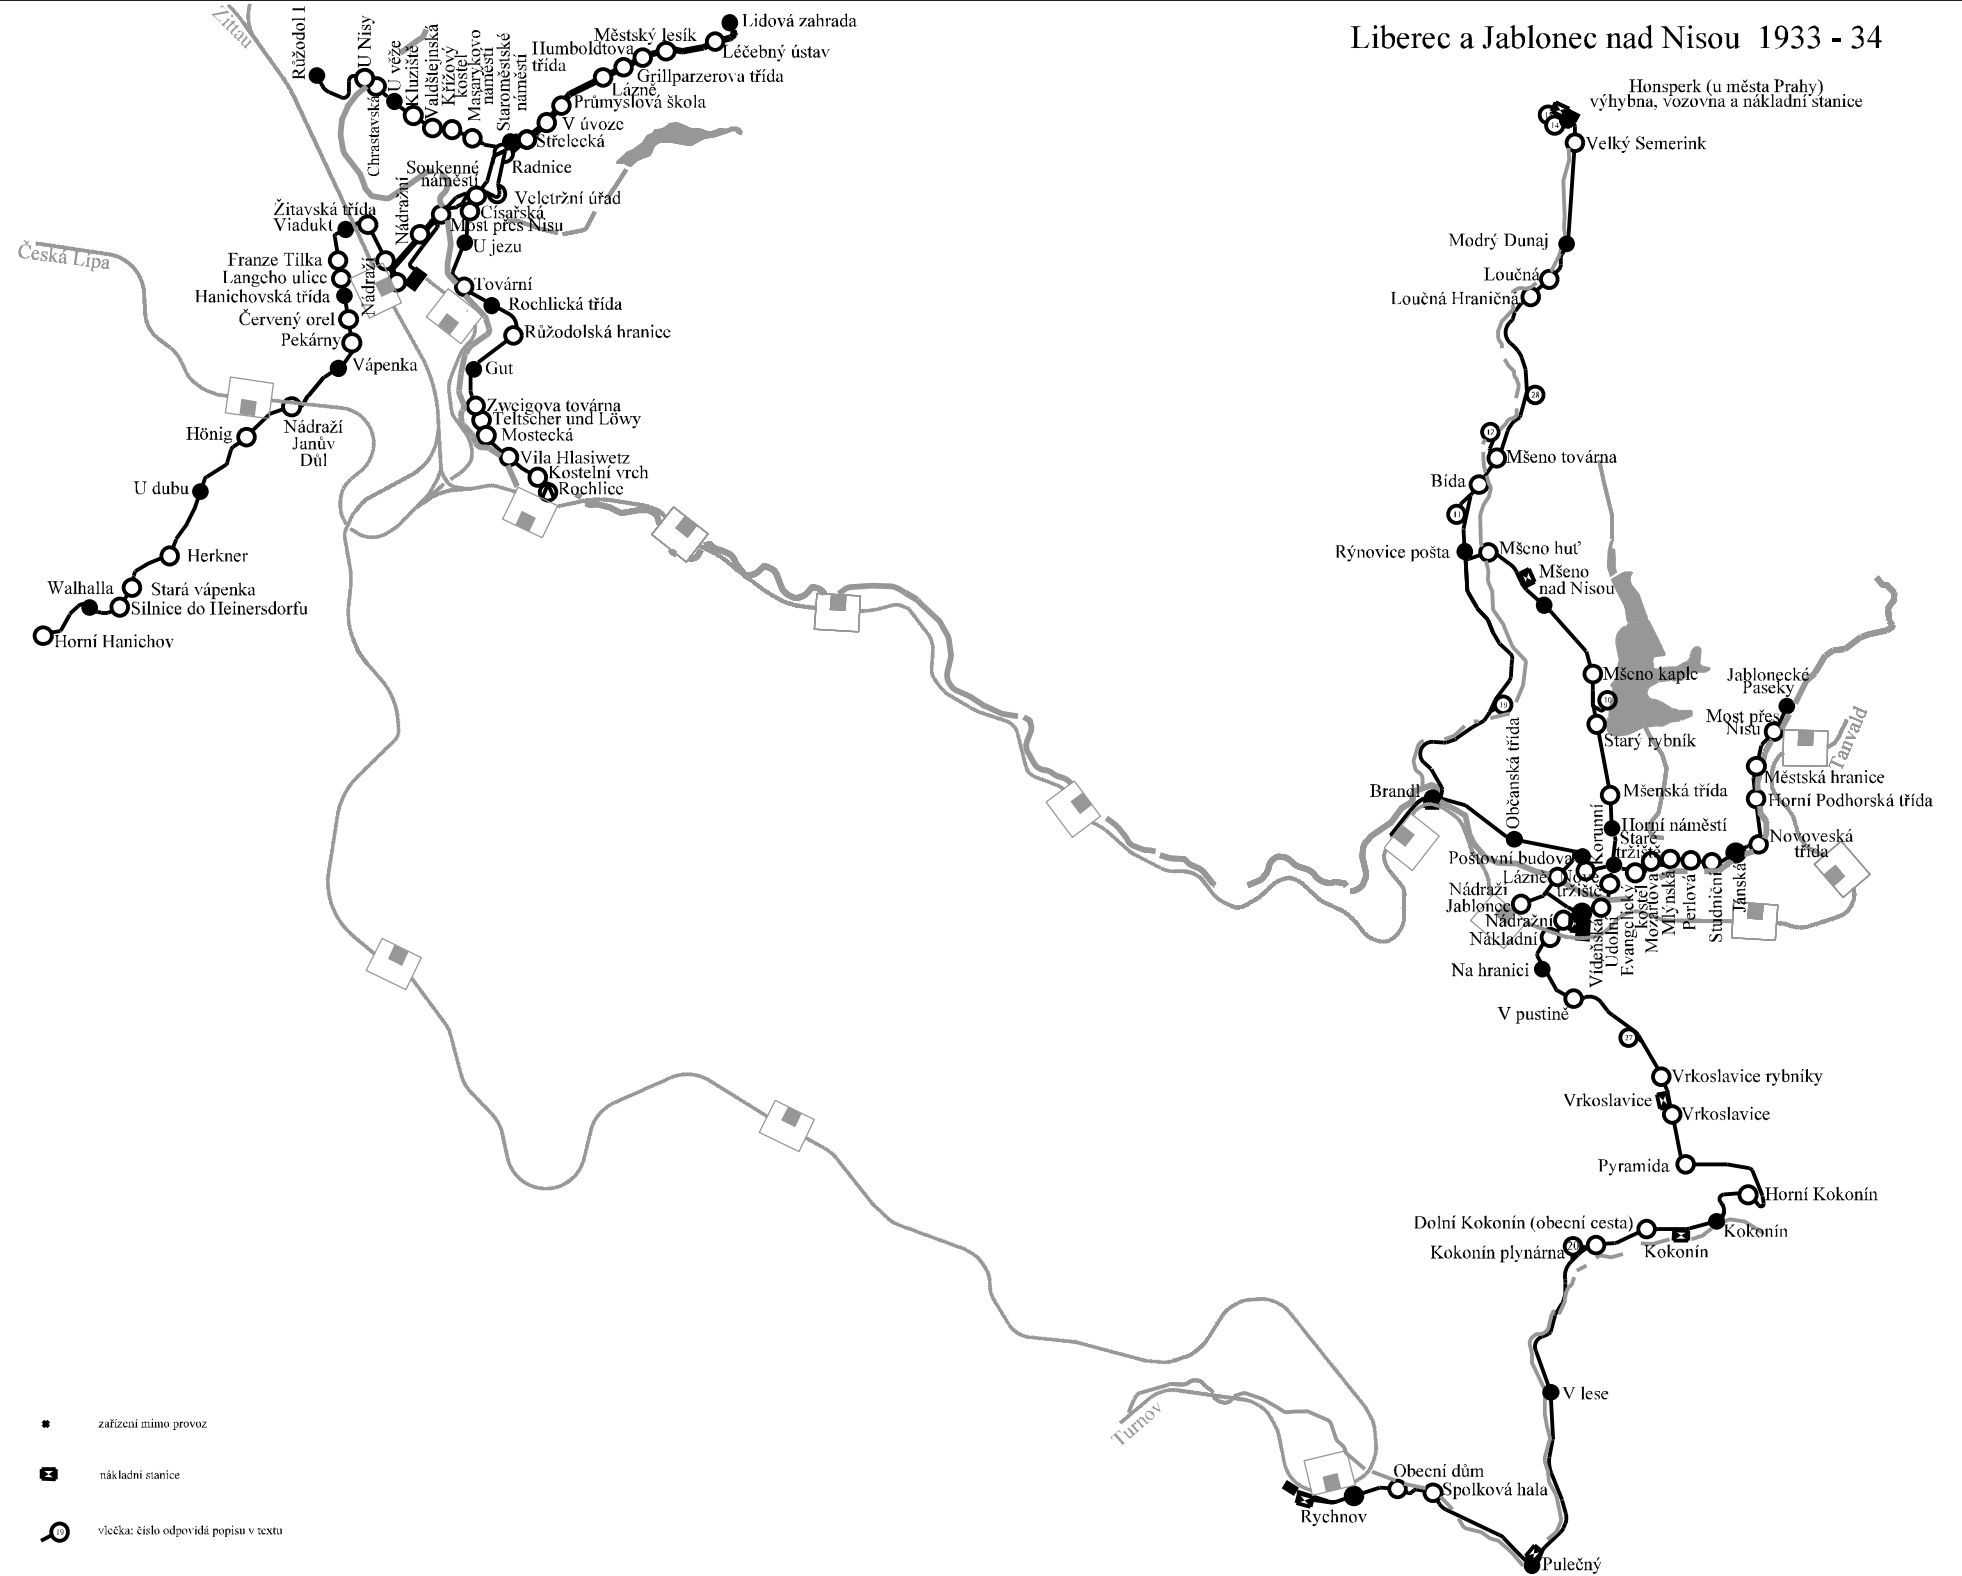 Liberec a Jablonec nad Nisou 1933 - 34
Zittau
Růžodol I
U Nisy
Chrastavská
U věže
Kluziště
Valdštejnská
Křížový
kostel
Masarykovo
náměstí
Staroměstské
náměstí
Lidová zahrada
Léčebný ústav
Městský lesík
Humboldtova
třída
Grillparzerova třída
Lázně
Průmyslová škola
V úvoze
Střelecká
Radnice
Soukenné
náměstí
Veletržní úřad
Císařská
Most přes Nisu
U jezu
Nádražní
Nádraží
Žitavská třída
Viadukt
Franze Tilka
Langeho ulice
Hanichovská třída
Červený orel
Pekárny
Vápenka
Česká Lípa
Nádraží
Janův
Důl
Hönig
U dubu
Herkner
Stará vápenka
Walhalla
Silnice do Heinersdorfu
Horní Hanichov
Tovární
Rochlická třída
Růžodolská hranice
Gut
Zweigova továrna
Teltscher und Löwy
Mostecká
Vila Hlasiwetz
Kostelní vrch
Rochlice
Honsperk (u města Prahy)
výhybna, vozovna a nákladní stanice
14
Velký Semerink
Modrý Dunaj
Loučná
Loučná Hraničná
28
12
Mšeno továrna
Bída
11
Rýnovice pošta
Mšeno huť
Mšeno
nad Nisou
Mšeno kaple
10
Starý rybník
19
Mšenská třída
Horní náměstí
Staré
tržiště
Brandl
Občanská třída
Korunní
Poštovní budova
Lázně
Nové
tržiště
Nádraží
Jablonec
Nádražní
Nákladní
Na hranici
V pustině
Vídeňská
Údolní
Evangelický
kostel
Mozartova
Mlýnská
Perlová
Studniční
Jánská
Novoveská
třída
Horní Podhorská třída
Městská hranice
Most přes
Nisu
Jablonecké
Paseky
Tanvald
27
Vrkoslavice rybníky
Vrkoslavice
Vrkoslavice
Pyramida
Horní Kokonín
Kokonín
Dolní Kokonín (obecní cesta)
Kokonín
Kokonín plynárna
20
V lese
Turnov
Obecní dům
Spolková hala
Rychnov
Pulečný
zařízení mimo provoz
nákladní stanice
19
vlečka: číslo odpovídá popisu v textu